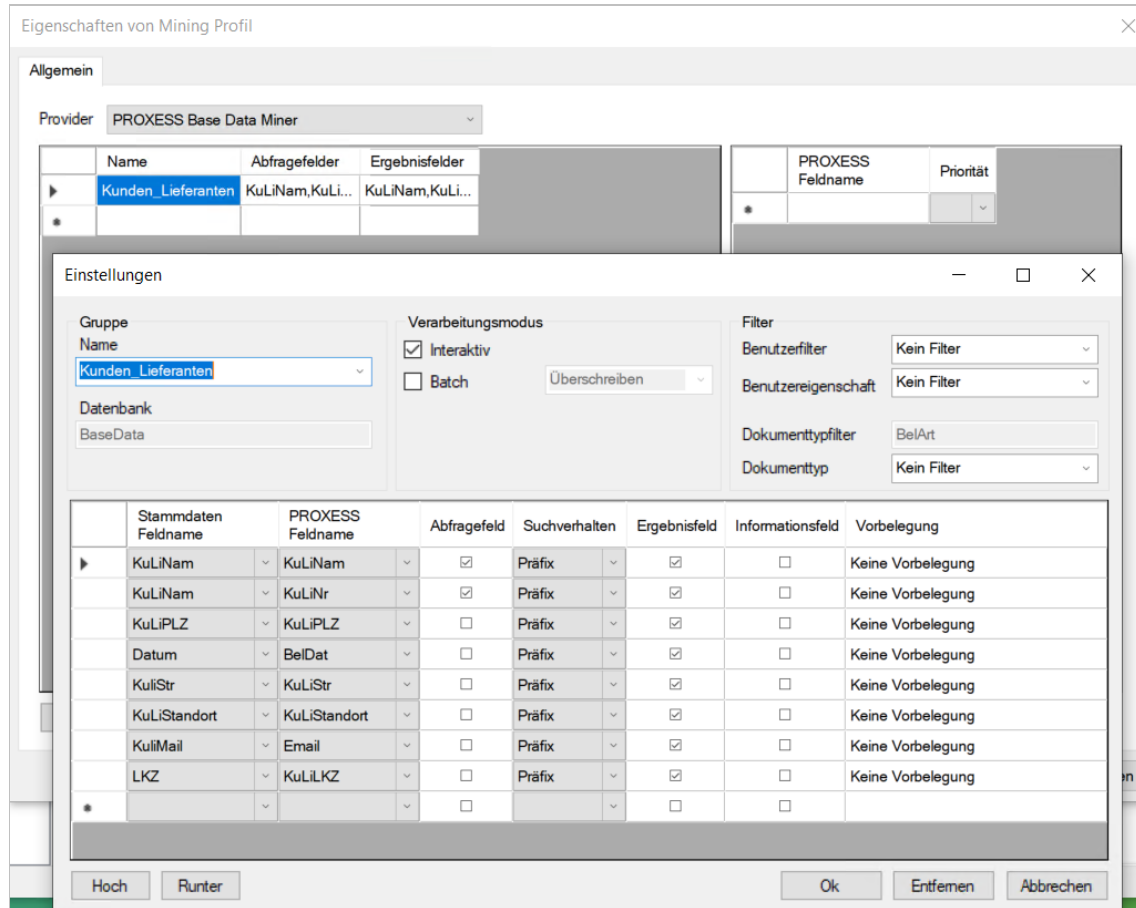 Eigenschaften von Mining Profil
Allgemein
Provider PROXESS Base Data Miner
Name Abfragefelder Ergebnisfelder
Kunden_Lieferanten KuLiNam,KuLi... KuLiNam,KuLi...
PROXESS
Feldname Priorität
Einstellungen
Gruppe
Name
Kunden_Lieferanten
Datenbank
BaseData
Verarbeitungsmodus
Interaktiv
Batch Überschreiben
Filter
Benutzerfilter Kein Filter
Benutzereigenschaft Kein Filter
Dokumenttypfilter BelArt
Dokumenttyp Kein Filter
Stammdaten Feldname PROXESS Feldname Abfragefeld Suchverhalten Ergebnisfeld Informationsfeld Vorbelegung
KuLiNam KuLiNam Präfix Keine Vorbelegung
KuLiNam KuLiNr Präfix Keine Vorbelegung
KuLiPLZ KuLiPLZ Präfix Keine Vorbelegung
Datum BelDat Präfix Keine Vorbelegung
KuliStr KuLiStr Präfix Keine Vorbelegung
KuLiStandort KuLiStandort Präfix Keine Vorbelegung
KuliMail Email Präfix Keine Vorbelegung
LKZ KuLiLKZ Präfix Keine Vorbelegung
en
Hoch Runter Ok Entfernen Abbrechen